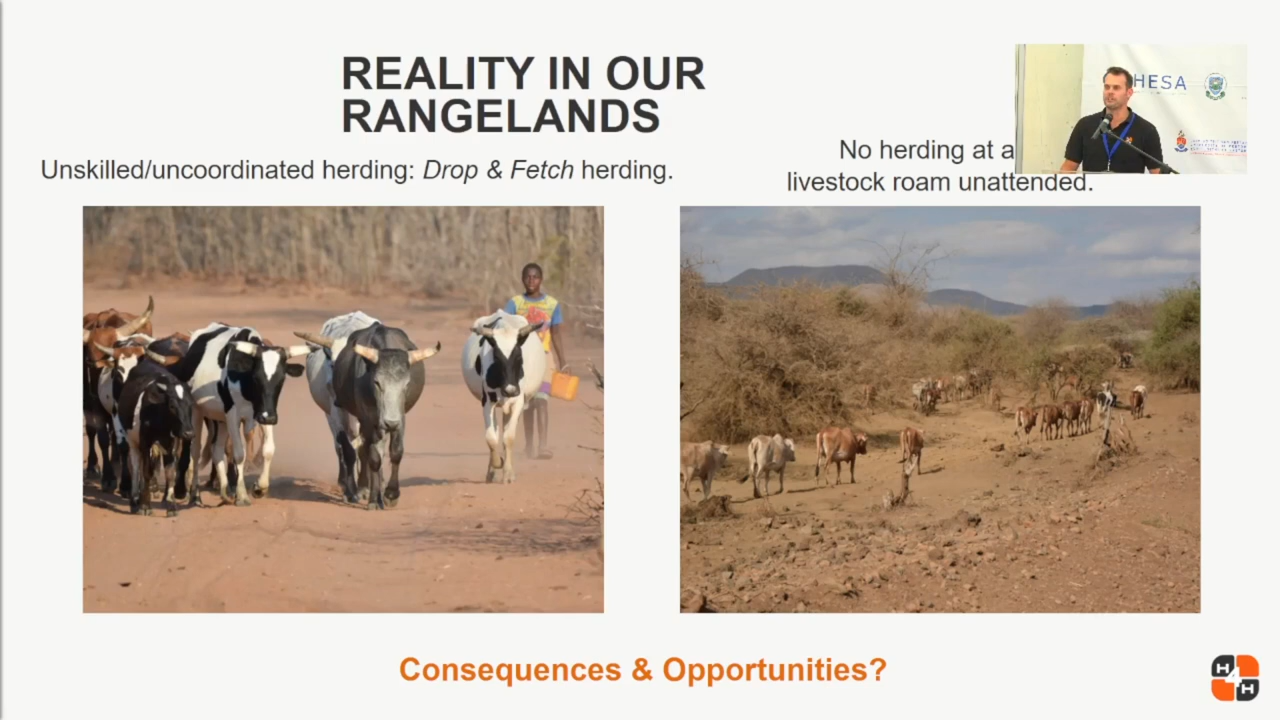 REALITY IN OUR
RANGELANDS
Unskilled/uncoordinated herding: Drop & Fetch herding.
No herding at a
livestock roam unattended.
HESA
Consequences & Opportunities?
H4H